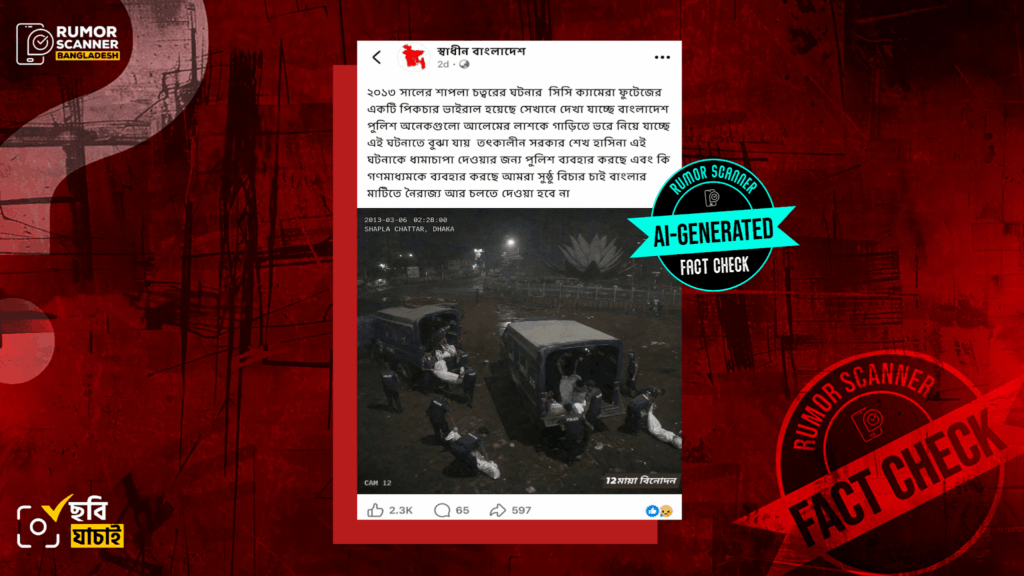 RUMOR
SCANNER
BANGLADESH
স্বাধীন বাংলাদেশ
2d
২০১৩ সালের শাপলা চত্বরের ঘটনার সিসি ক্যামেরা ফুটেজের
একটি পিকচার ভাইরাল হয়েছে সেখানে দেখা যাচ্ছে বাংলাদেশ
পুলিশ অনেকগুলো আলেমের লাশকে গাড়িতে ভরে নিয়ে যাচ্ছে
এই ঘটনাতে বুঝা যায় তৎকালীন সরকার শেখ হাসিনা এই
ঘটনাকে ধামাচাপা দেওয়ার জন্য পুলিশ ব্যবহার করছে এবং কি
গণমাধ্যমকে ব্যবহার করছে আমরা সুষ্ঠু বিচার চাই বাংলার
মাটিতে নৈরাজ্য আর চলতে দেওয়া হবে না
2013-03-06 02:28:00
SHAPLA CHATTAR, DHAKA
CAM 12
12মায়া বিনোদন
2.3K
65
597
RUMOR SCANNER
AI-GENERATED
FACT CHECK
RUMOR SCANNER
FACT CHECK
ছবি
যাচাই